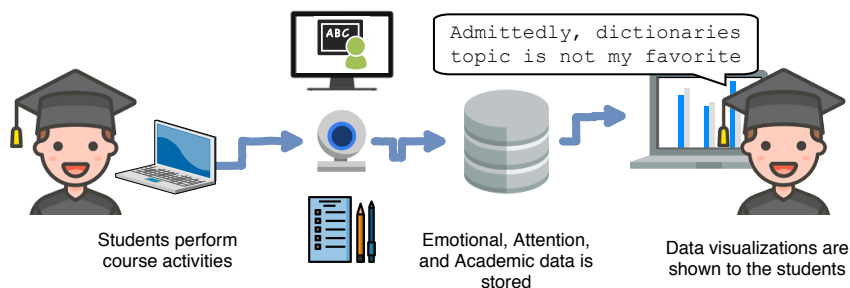 ABC
Admittedly, dictionaries
topic is not my favorite
Students perform
course activities
Emotional, Attention,
and Academic data is
stored
Data visualizations are
shown to the students